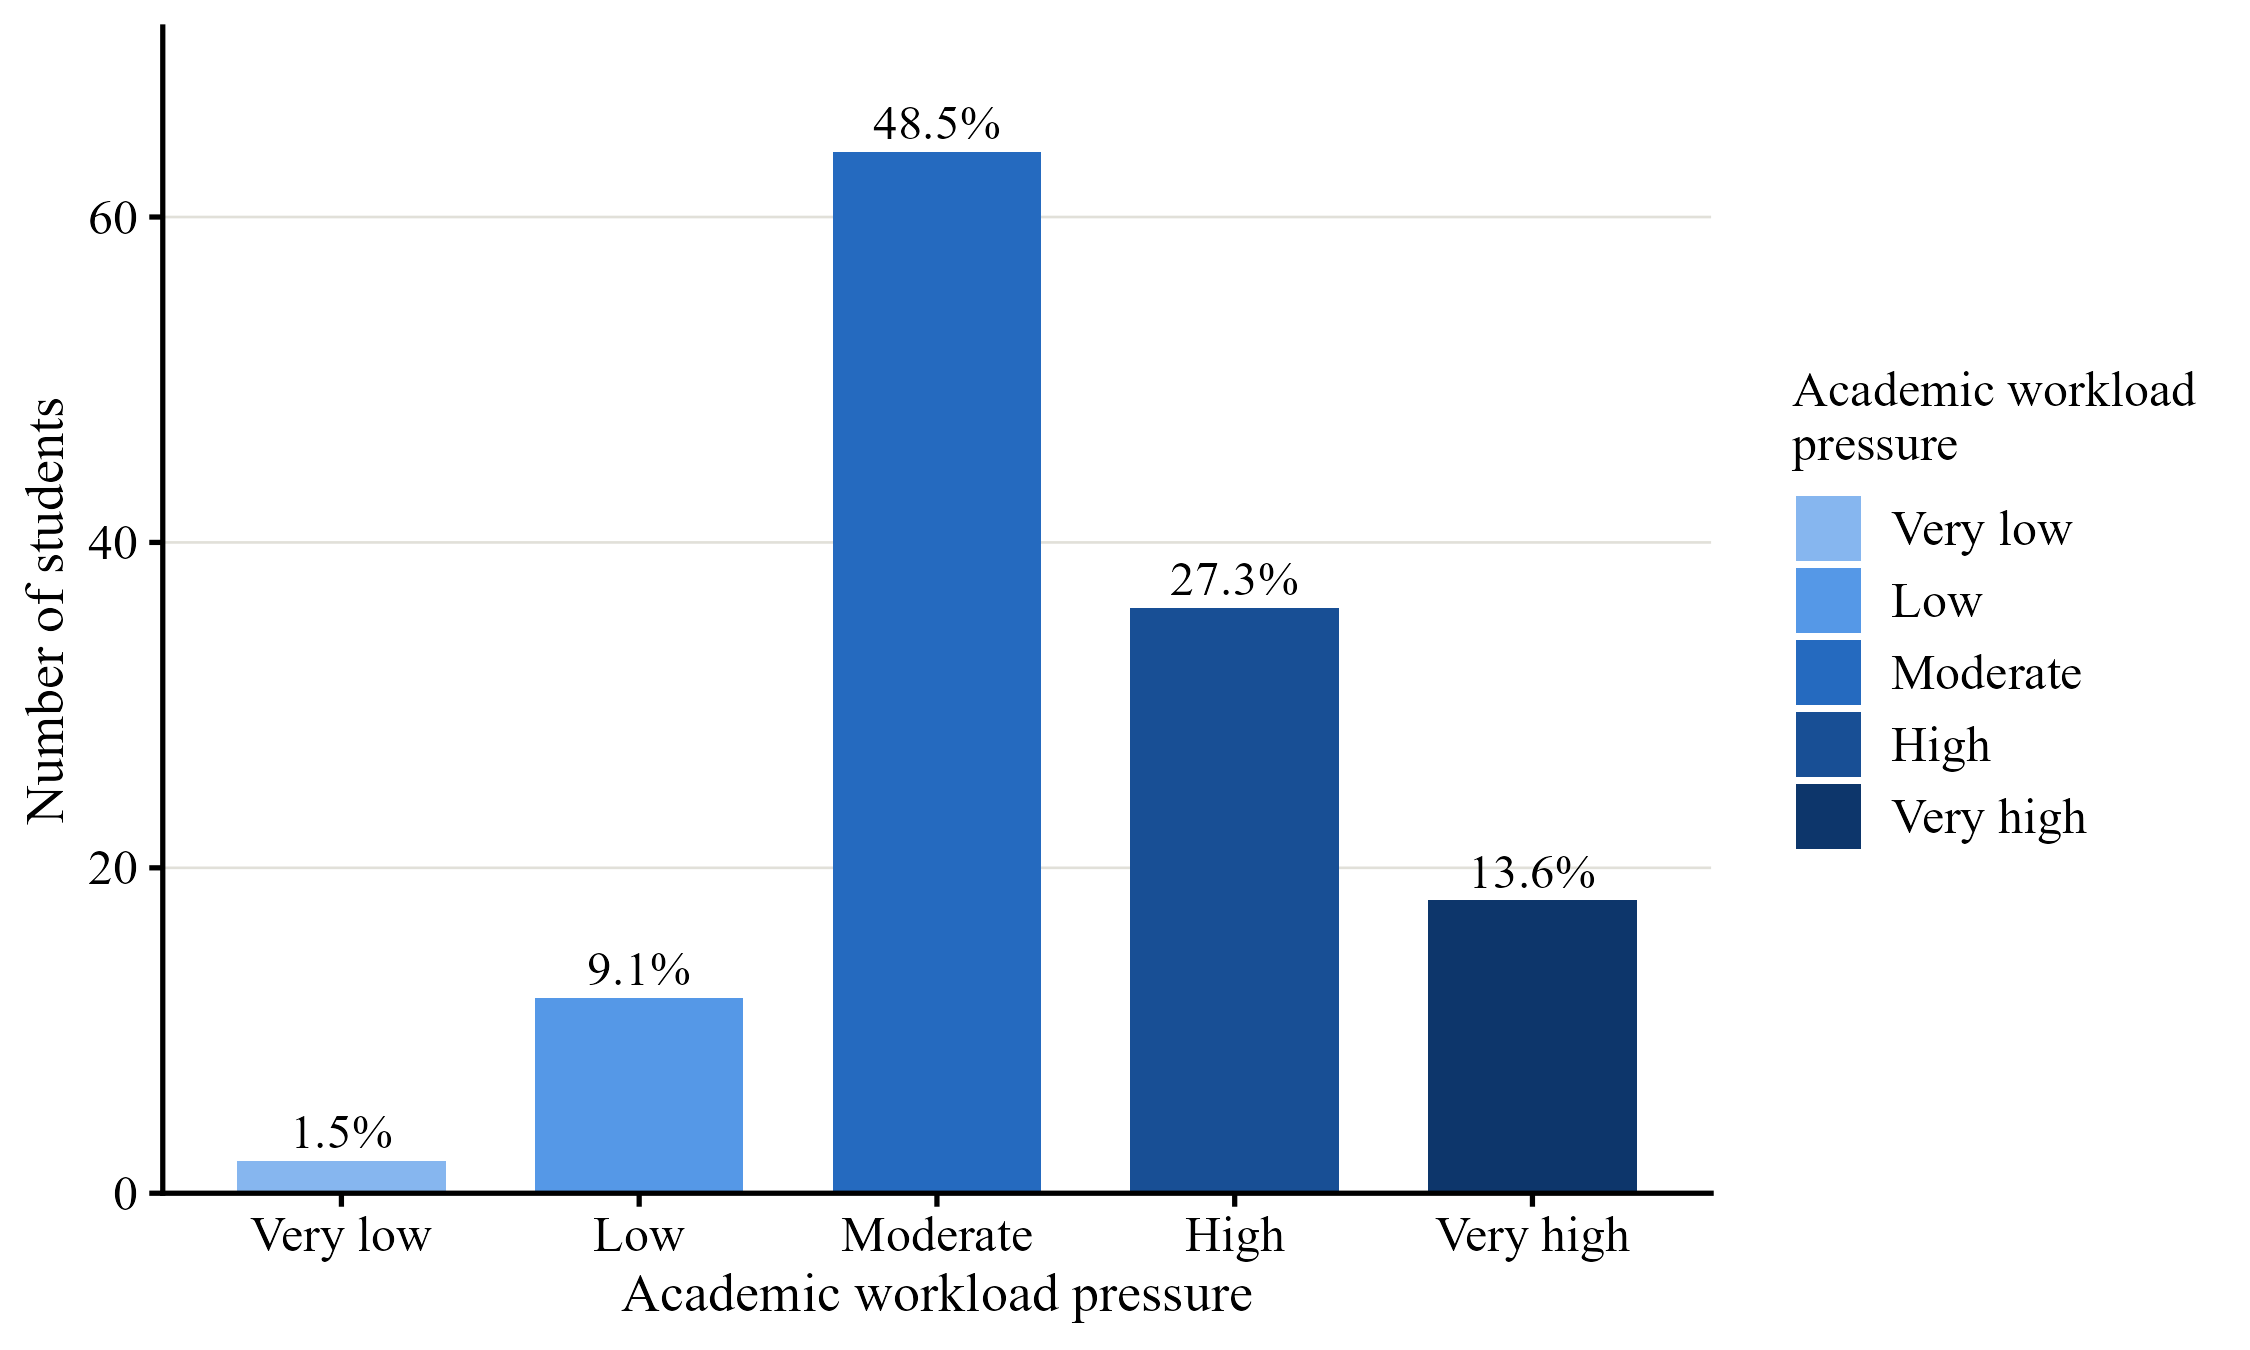 48.5%
60
40
27.3%
20
13.6%
9.1%
1.5%
0
Number of students
Very low
Low
Moderate
High
Very high
Academic workload pressure
Academic workload
pressure
Very low
Low
Moderate
High
Very high